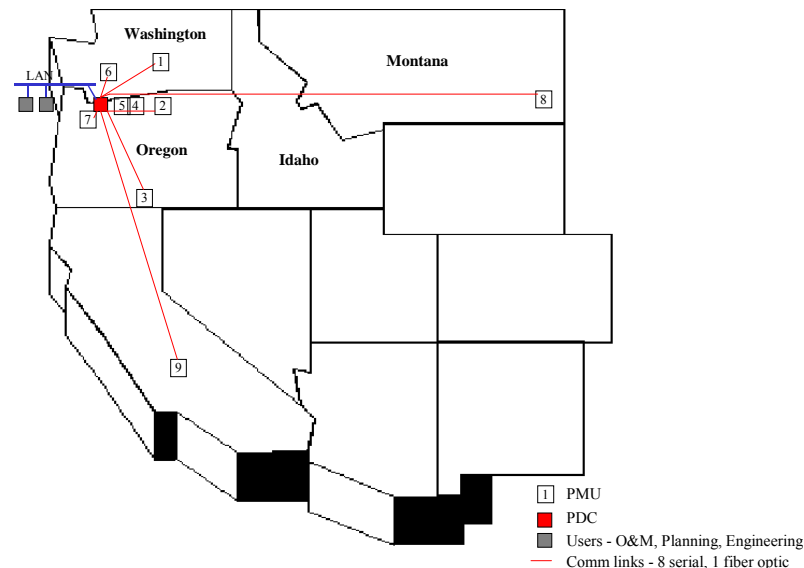 Washington
Montana
6
1
LAN
8
5
4
2
7
Oregon
Idaho
3
9
1 PMU
PDC
Users - O&M, Planning, Engineering
Comm links - 8 serial, 1 fiber optic